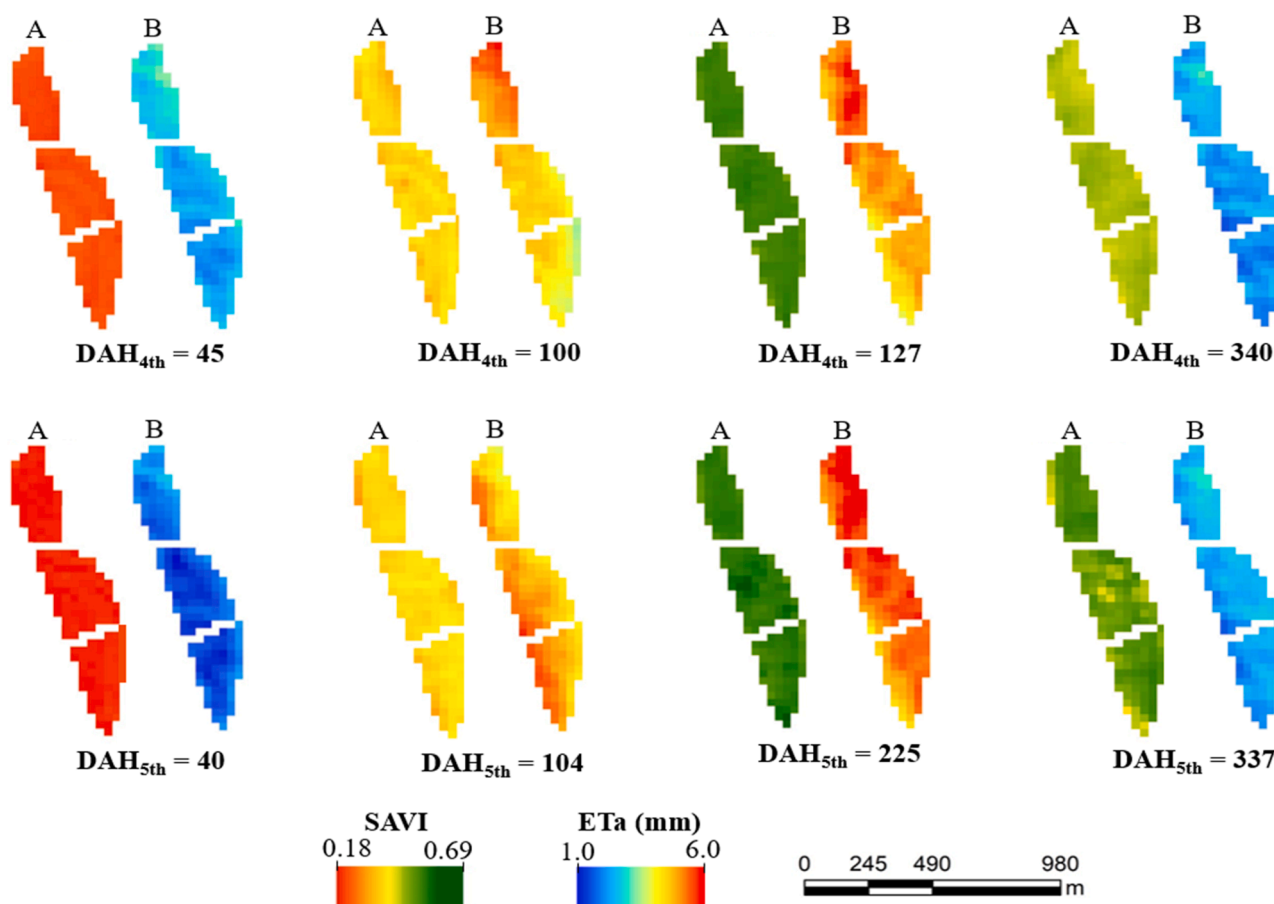 A B A B A B A B
DAH4th = 45 DAH4th = 100 DAH4th = 127 DAH4th = 340
A B A B A B A B
DAH5th = 40 DAH5th = 104 DAH5th = 225 DAH5th = 337
SAVI ETa (mm)
0.18 0.69 1.0 6.0 0 245 490 980
m